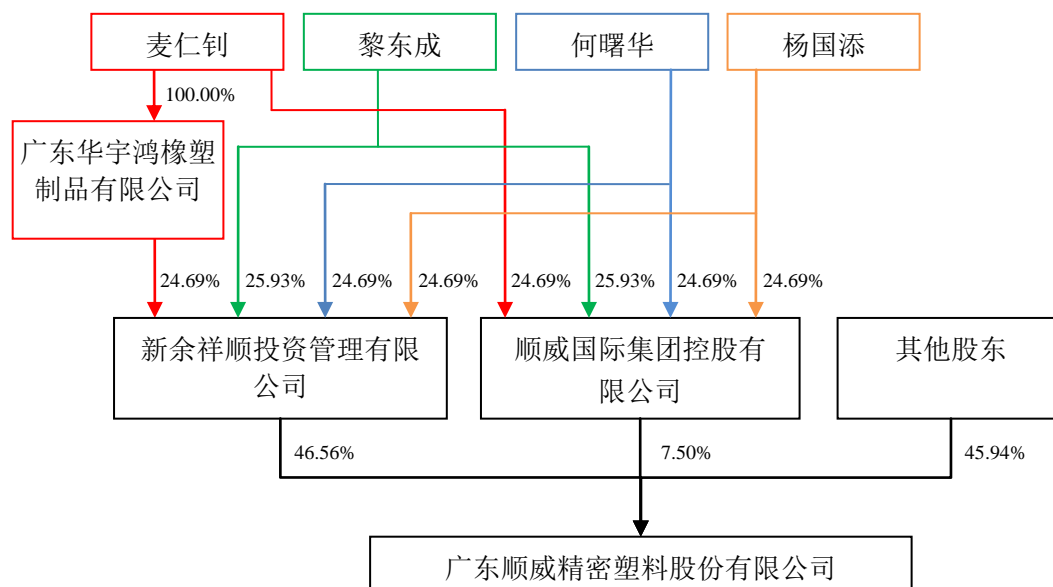 麦仁钊
黎东成
何曙华
杨国添
100.00%
广东华宇鸿橡塑
制品有限公司
24.69%
25.93%
24.69%
24.69%
24.69%
25.93%
24.69%
24.69%
新余祥顺投资管理有限
公司
顺威国际集团控股有
限公司
其他股东
46.56%
7.50%
45.94%
广东顺威精密塑料股份有限公司